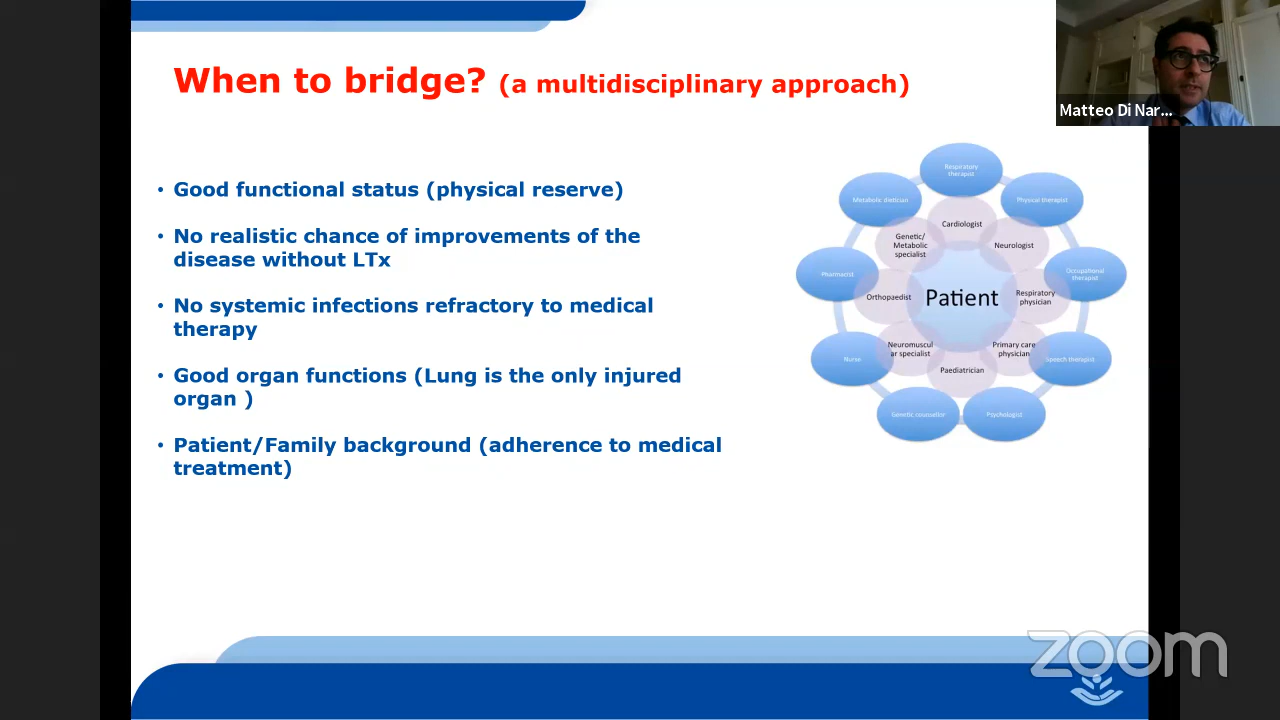 When to bridge? (a multidisciplinary approach)
Matteo Di Nar...
• Good functional status (physical reserve)
• No realistic chance of improvements of the
disease without LTx
• No systemic infections refractory to medical
therapy
• Good organ functions (Lung is the only injured
organ )
• Patient/Family background (adherence to medical
treatment)
Respiratory
therapist
Metabolic dietician
Physical therapist
Cardiologist
Genetic/
Metabolic
specialist
Neurologist
Pharmacist
Occupational
therapist
Orthopaedist
Patient
Respiratory
physician
Neuromuscul
ar specialist
Primary care
physician
Nurse
Speech therapist
Paediatrician
Genetic counsellor
Psychologist
zoom